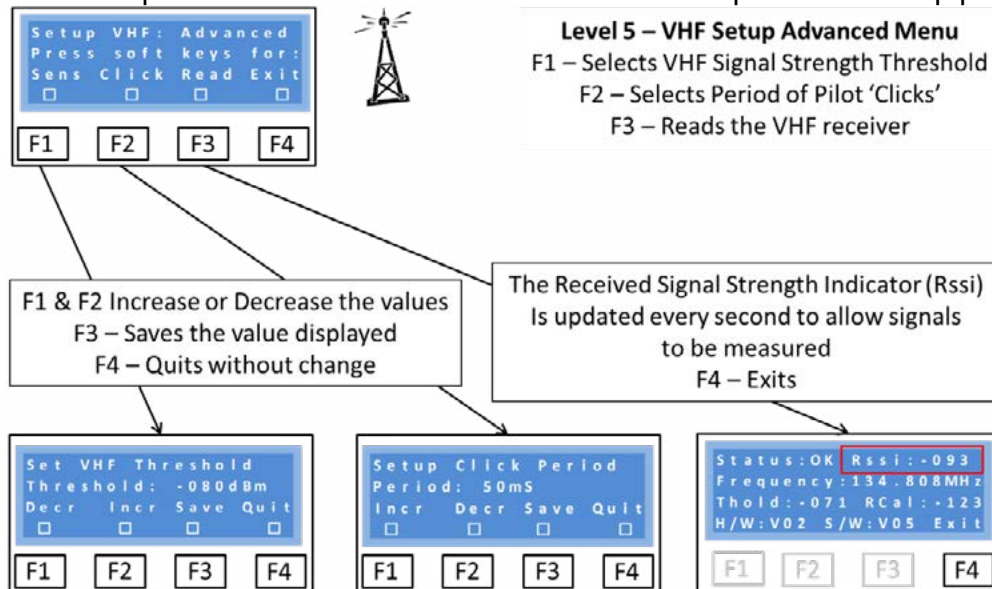 Setup VHF: Advanced
Press soft keys for:
Sens Click Read Exit
F1 F2 F3 F4
Level 5 – VHF Setup Advanced Menu
F1 – Selects VHF Signal Strength Threshold
F2 – Selects Period of Pilot ‘Clicks’
F3 – Reads the VHF receiver
F1 & F2 Increase or Decrease the values
F3 – Saves the value displayed
F4 – Quits without change
The Received Signal Strength Indicator (Rssi)
Is updated every second to allow signals
to be measured
F4 – Exits
Set VHF Threshold
Threshold: -080dBm
Decr Incr Save Quit
F1 F2 F3 F4
Setup Click Period
Period: 50mS
Incr Decr Save Quit
F1 F2 F3 F4
Status:OK Rssi:-093
Frequency:134.808MHz
Thold:-071 RCal:-123
H/W:V02 S/W:V05 Exit
F1 F2 F3 F4